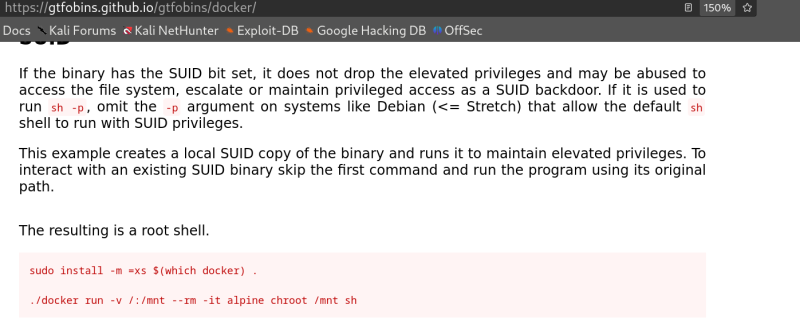 https://gtfobins.github.io/gtfobins/docker/ 150%
Docs Kali Forums Kali NetHunter Exploit-DB Google Hacking DB OffSec
SUID
If the binary has the SUID bit set, it does not drop the elevated privileges and may be abused to
access the file system, escalate or maintain privileged access as a SUID backdoor. If it is used to
run sh -p, omit the -p argument on systems like Debian (<= Stretch) that allow the default sh
shell to run with SUID privileges.
This example creates a local SUID copy of the binary and runs it to maintain elevated privileges. To
interact with an existing SUID binary skip the first command and run the program using its original
path.
The resulting is a root shell.
sudo install -m =xs $(which docker) .
./docker run -v /:/mnt --rm -it alpine chroot /mnt sh